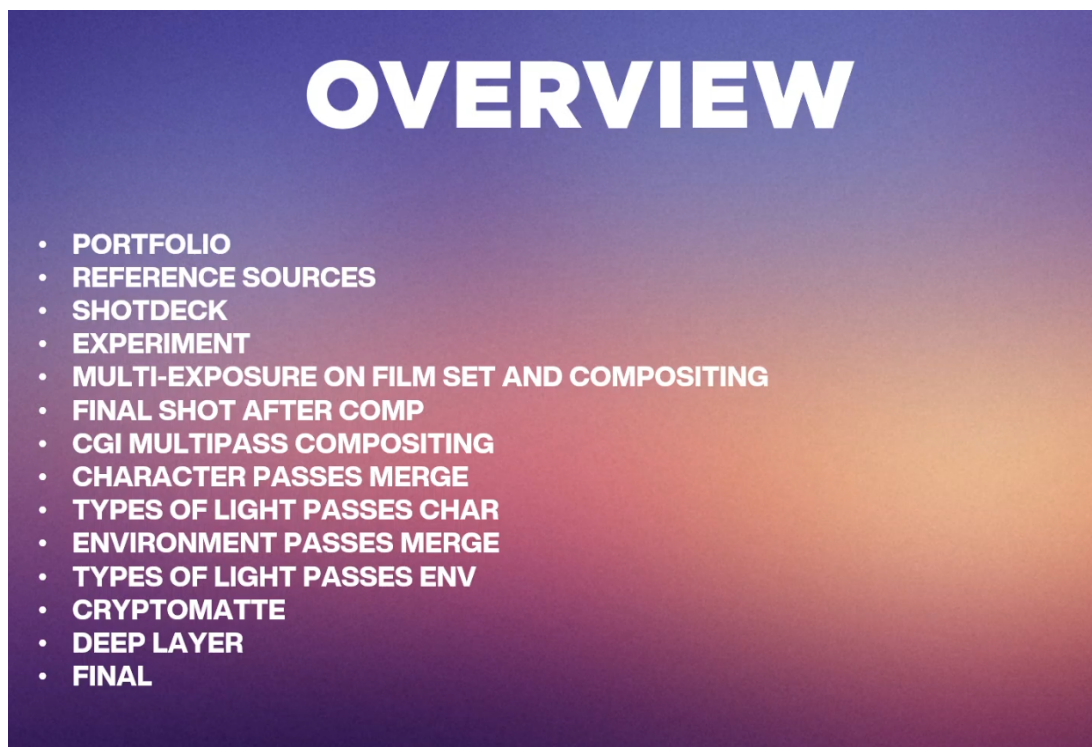 OVERVIEW
• PORTFOLIO
• REFERENCE SOURCES
• SHOTDECK
• EXPERIMENT
• MULTI-EXPOSURE ON FILM SET AND COMPOSITING
• FINAL SHOT AFTER COMP
• CGI MULTIPASS COMPOSITING
• CHARACTER PASSES MERGE
• TYPES OF LIGHT PASSES CHAR
• ENVIRONMENT PASSES MERGE
• TYPES OF LIGHT PASSES ENV
• CRYPTOMATTE
• DEEP LAYER
• FINAL